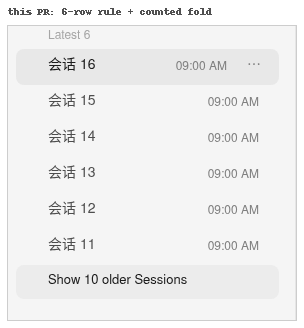 this PR: 6-row rule + counted fold
Latest 6
会话 16 09:00 AM ...
会话 15 09:00 AM
会话 14 09:00 AM
会话 13 09:00 AM
会话 12 09:00 AM
会话 11 09:00 AM
Show 10 older Sessions